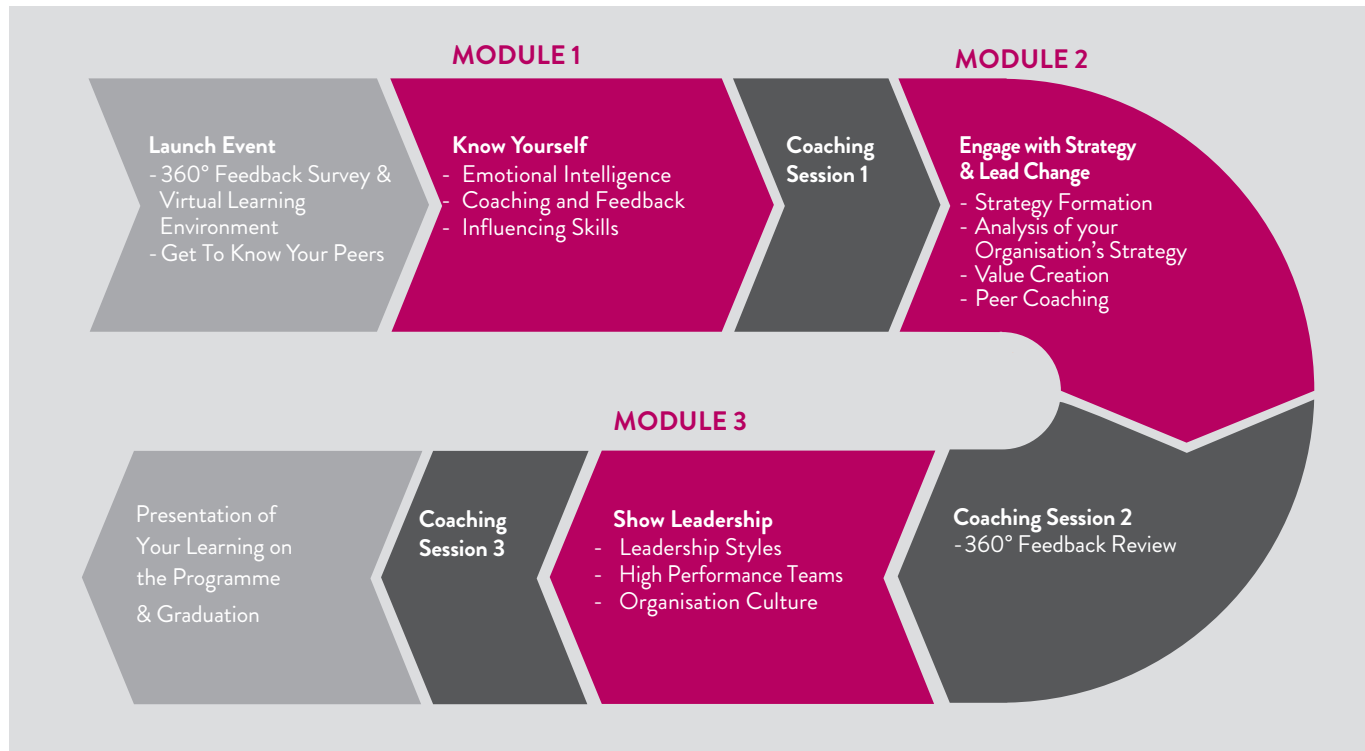 MODULE 1
MODULE 2
Launch Event
- 360° Feedback Survey &
Virtual Learning
Environment
- Get To Know Your Peers
Know Yourself
- Emotional Intelligence
- Coaching and Feedback
- Influencing Skills
Coaching
Session 1
Engage with Strategy
& Lead Change
- Strategy Formation
- Analysis of your
Organisation's Strategy
- Value Creation
- Peer Coaching
MODULE 3
Coaching Session 2
- 360° Feedback Review
Show Leadership
- Leadership Styles
- High Performance Teams
- Organisation Culture
Coaching
Session 3
Presentation of
Your Learning on
the Programme
& Graduation